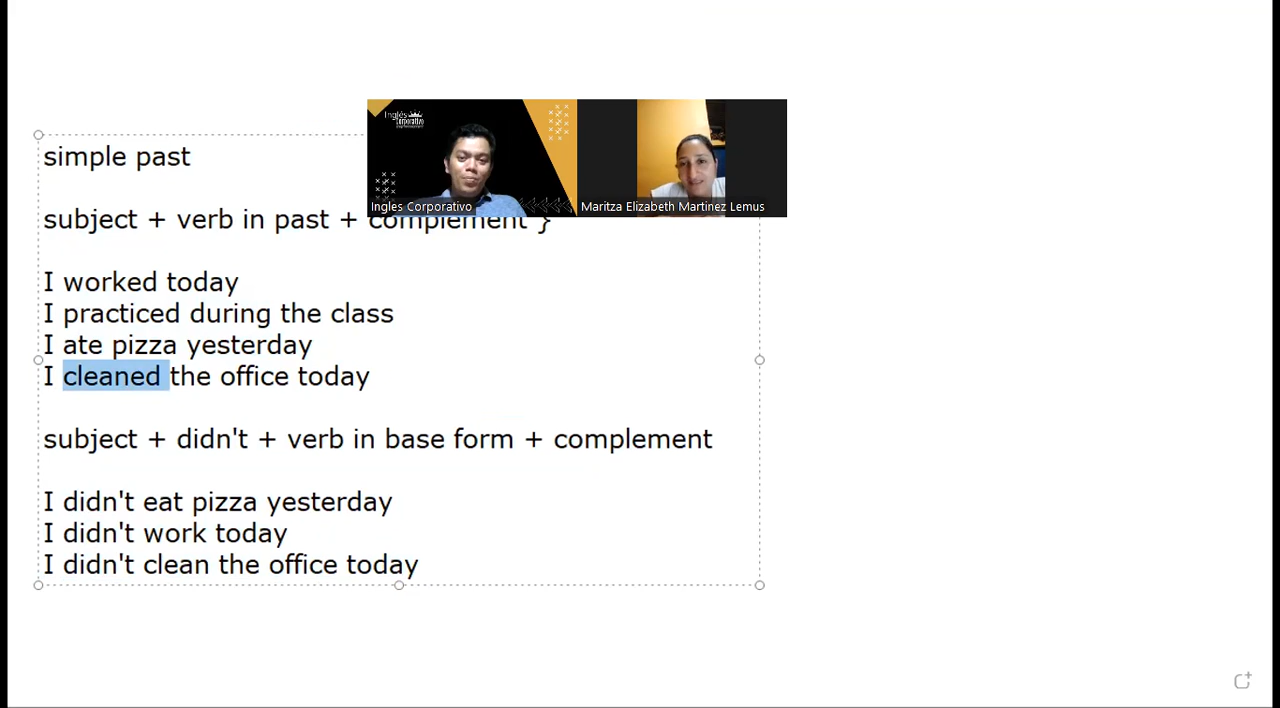 simple past
Inglés
Corporativo
Ingles Corporativo
Maritza Elizabeth Martinez Lemus
subject + verb in past + complement }
I worked today
I practiced during the class
I ate pizza yesterday
I cleaned the office today
subject + didn't + verb in base form + complement
I didn't eat pizza yesterday
I didn't work today
I didn't clean the office today